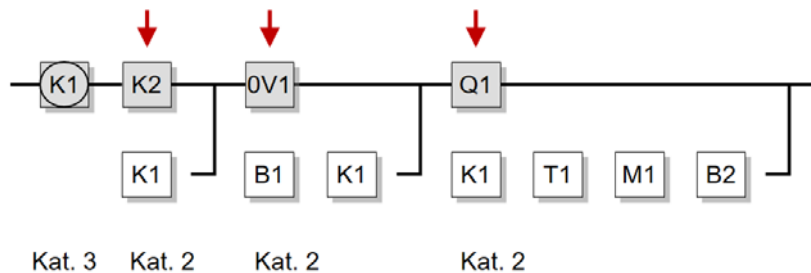 K1 K2 0V1 Q1
K1 B1 K1 K1 T1 M1 B2
Kat. 3 Kat. 2 Kat. 2 Kat. 2